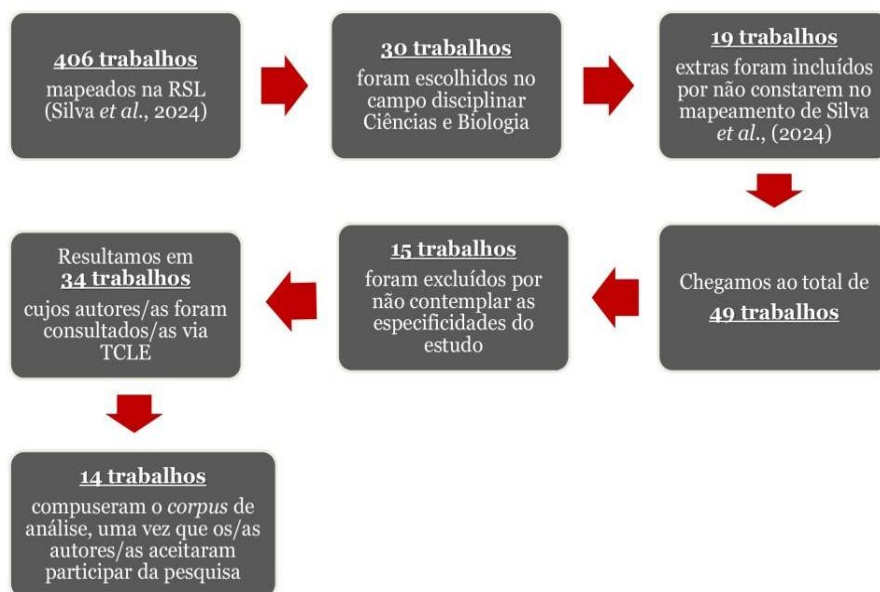 406 trabalhos
mapeados na RSL
(Silva et al., 2024)
30 trabalhos
foram escolhidos no
campo disciplinar
Ciências e Biologia
19 trabalhos
extras foram incluídos
por não constarem no
mapeamento de Silva
et al., (2024)
Chegamos ao total de
49 trabalhos
15 trabalhos
foram excluídos por
não contemplar as
especificidades do
estudo
Resultamos em
34 trabalhos
cujos autores/as foram
consultados/as via
TCLE
14 trabalhos
compuseram o corpus de
análise, uma vez que os/as
autores/as aceitaram
participar da pesquisa